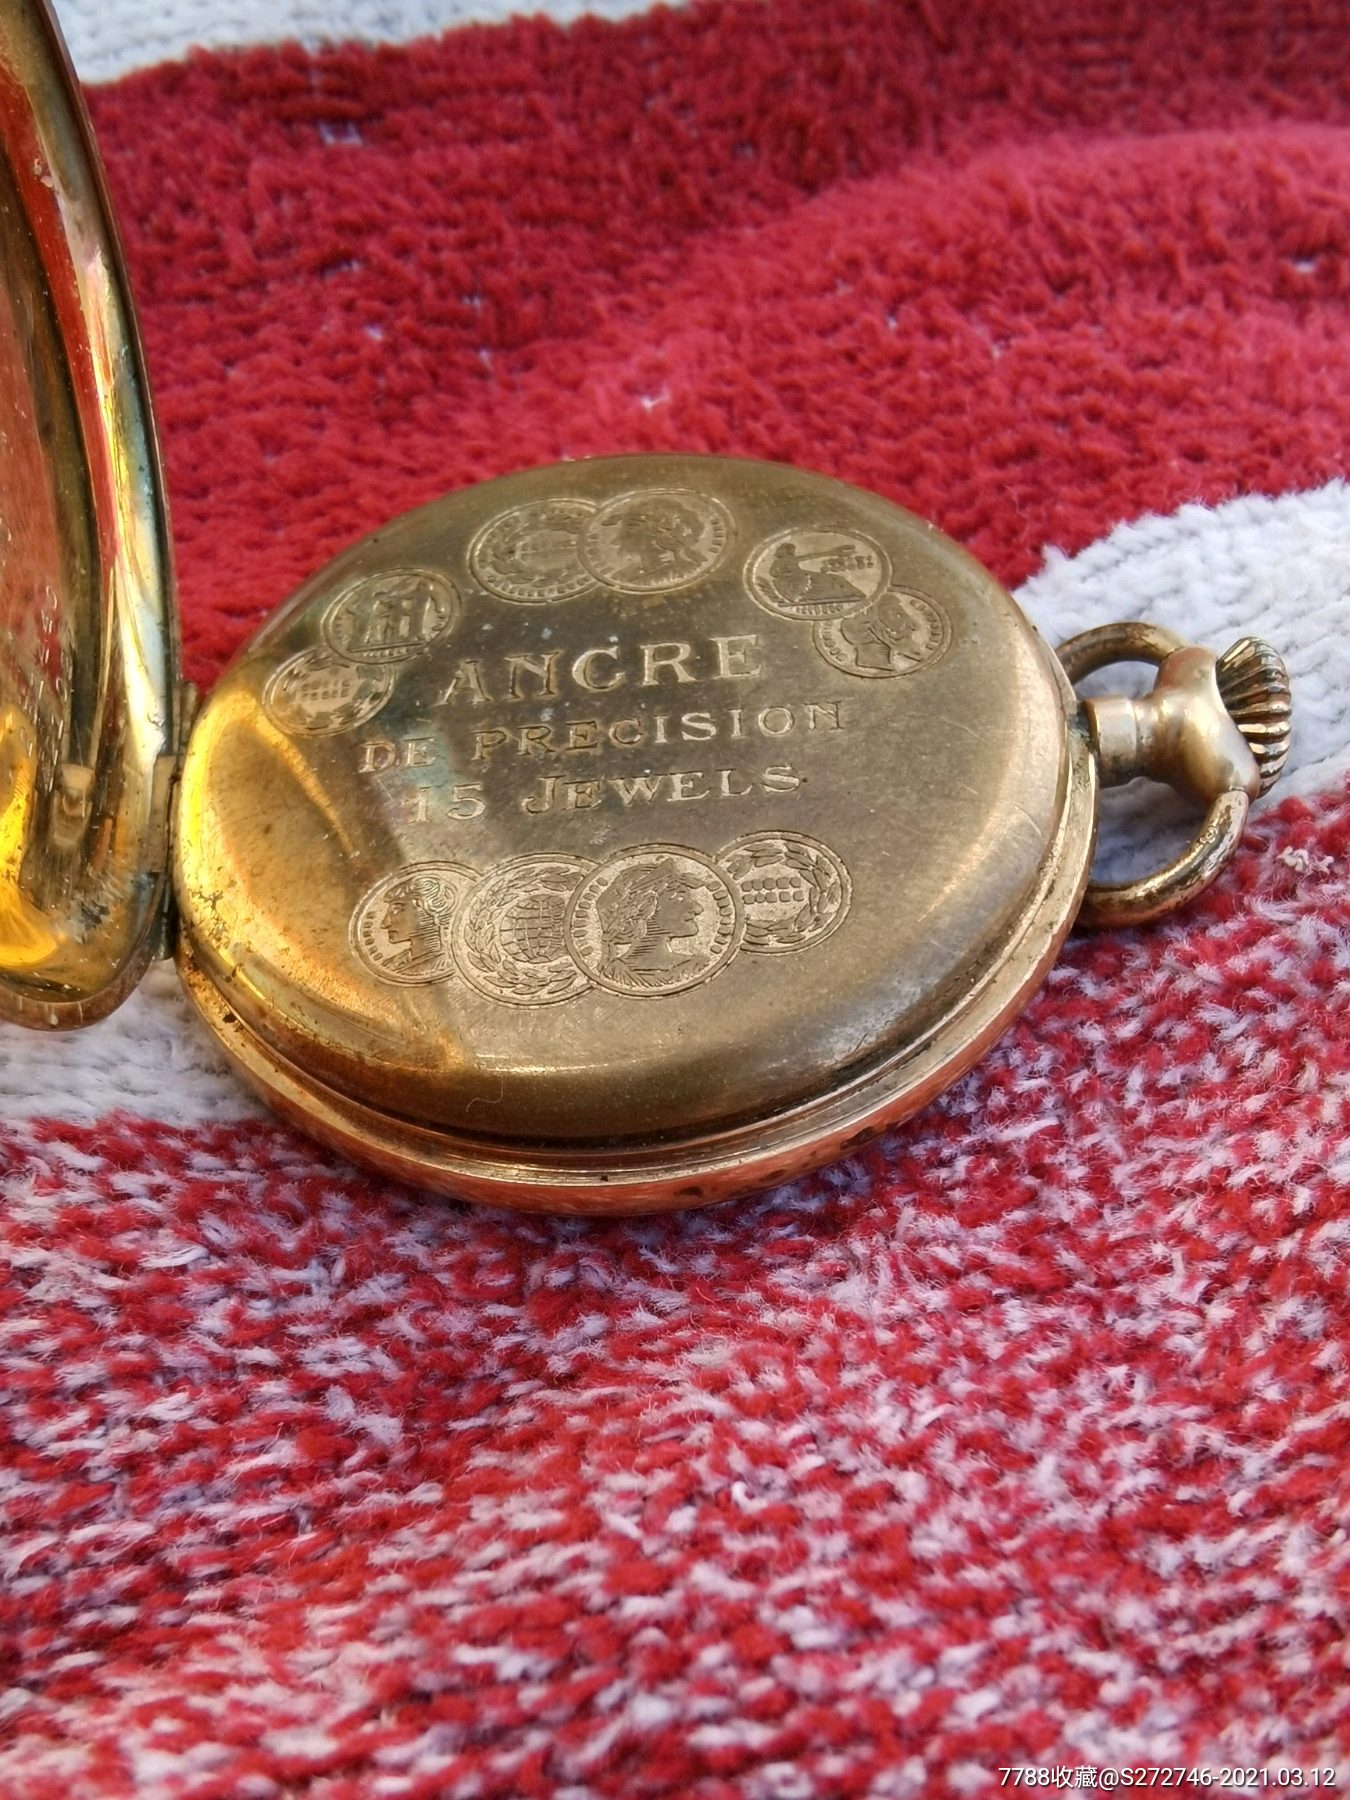 ANCRE
DE PRECISION
15 JEWELS
7788收藏@S272746-2021.03.12